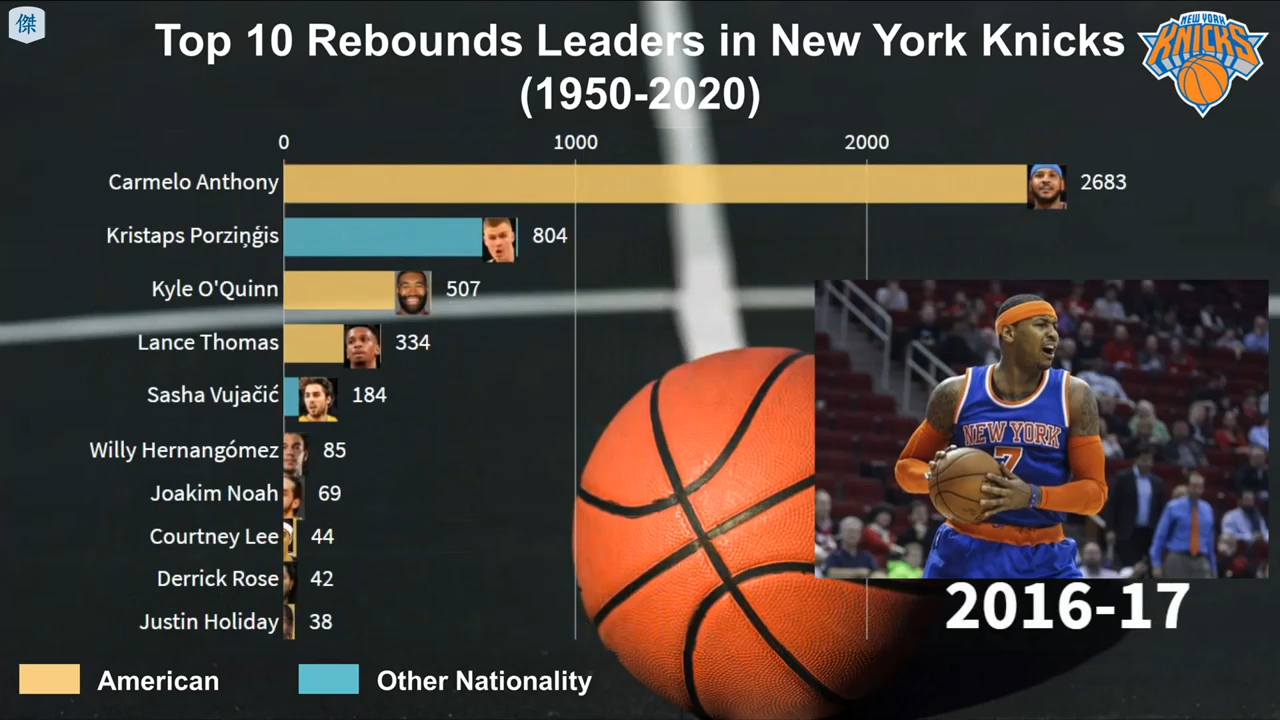 傑
Top 10 Rebounds Leaders in New York Knicks
(1950-2020)
NEW YORK
KNICKS
0 1000 2000
Carmelo Anthony 2683
Kristaps Porziņģis 804
Kyle O'Quinn 507
Lance Thomas 334
Sasha Vujačić 184
Willy Hernangómez 85
Joakim Noah 69
Courtney Lee 44
Derrick Rose 42
Justin Holiday 38
NEW YORK
7
2016-17
American
Other Nationality